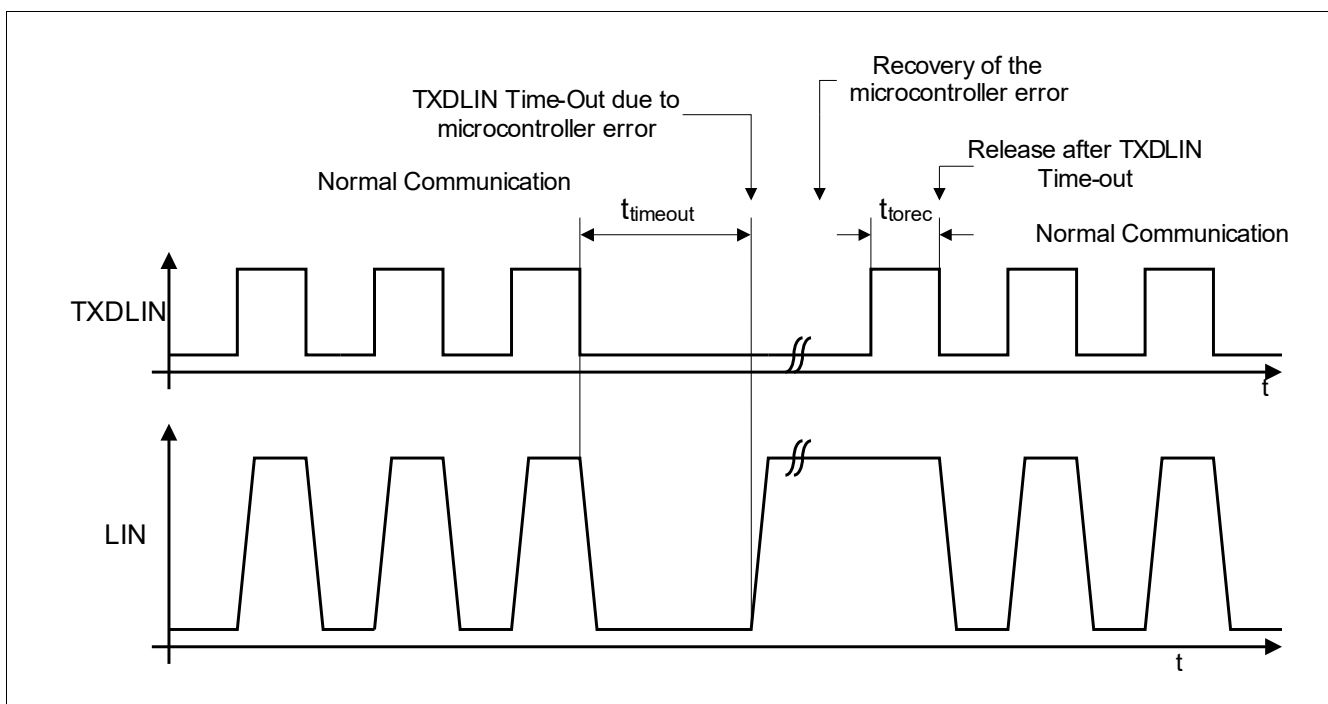 Recovery of the
microcontroller error
TXDLIN Time-Out due to
microcontroller error
Release after TXDLIN
Time-out
Normal Communication
ttimeout
ttorec
Normal Communication
TXDLIN
t
LIN
t